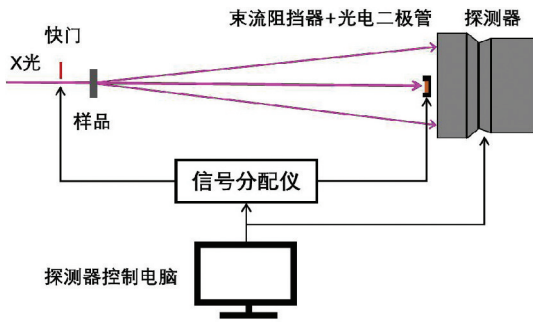 束流阻挡器+光电二极管
探测器
快门
X光
样品
信号分配仪
探测器控制电脑